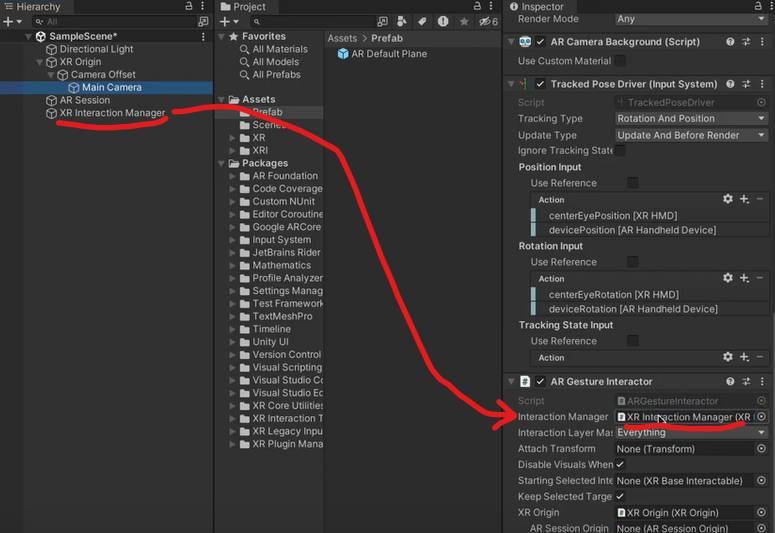 Hierarchy
All
SampleScene*
Directional Light
XR Origin
Camera Offset
Main Camera
AR Session
XR Interaction Manager
Project
6
Favorites
All Materials
All Models
All Prefabs
Assets
Prefab
Scenes
XR
XRI
Packages
AR Foundation
Code Coverage
Custom NUnit
Editor Coroutine
Google ARCore
Input System
JetBrains Rider
Mathematics
Profile Analyzer
Settings Manag
Test Framework
TextMeshPro
Timeline
Unity UI
Version Control
Visual Scripting
Visual Studio Co
Visual Studio Ed
XR Core Utilities
XR Interaction T
XR Legacy Inpu
XR Plugin Mana
Assets > Prefab
AR Default Plane
Inspector
Render Mode Any
AR Camera Background (Script)
Use Custom Material
Tracked Pose Driver (Input System)
Script TrackedPoseDriver
Tracking Type Rotation And Position
Update Type Update And Before Render
Ignore Tracking State
Position Input
Use Reference
Action
centerEyePosition [XR HMD]
devicePosition [AR Handheld Device]
Rotation Input
Use Reference
Action
centerEyeRotation [XR HMD]
deviceRotation [AR Handheld Device]
Tracking State Input
Use Reference
Action
AR Gesture Interactor
Script ARGestureInteractor
Interaction Manager XR Interaction Manager (XR
Interaction Layer Mas Everything
Attach Transform None (Transform)
Disable Visuals When
Starting Selected Inte None (XR Base Interactable)
Keep Selected Targe
XR Origin XR Origin (XR Origin)
AR Session Origin None (AR Session Origin)